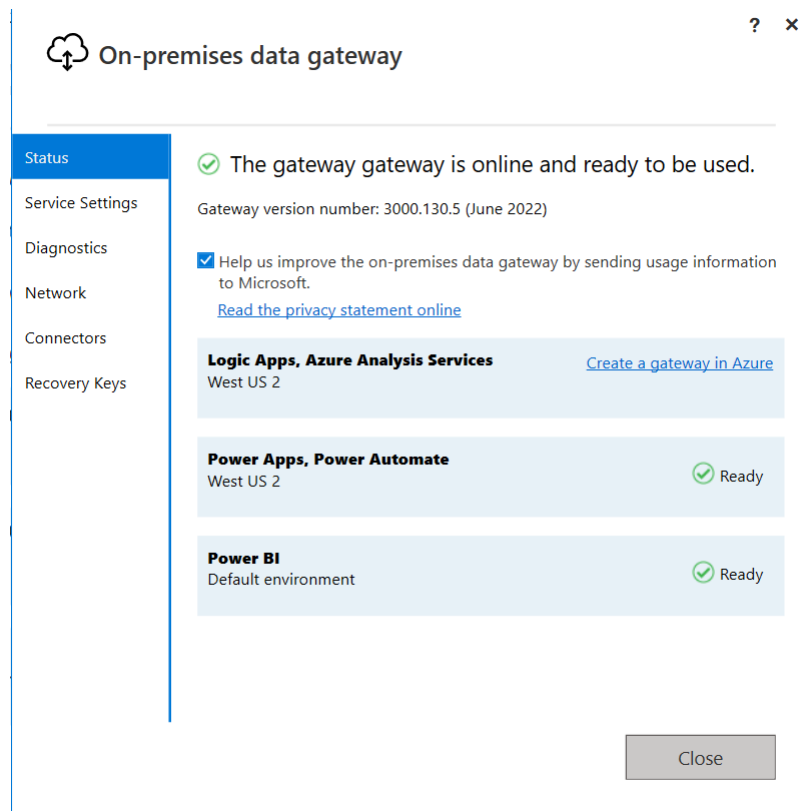 ? ×
On-premises data gateway
Status
Service Settings
Diagnostics
Network
Connectors
Recovery Keys
The gateway gateway is online and ready to be used.
Gateway version number: 3000.130.5 (June 2022)
Help us improve the on-premises data gateway by sending usage information
to Microsoft.
Read the privacy statement online
Logic Apps, Azure Analysis Services
West US 2
Create a gateway in Azure
Power Apps, Power Automate
West US 2
Ready
Power BI
Default environment
Ready
Close